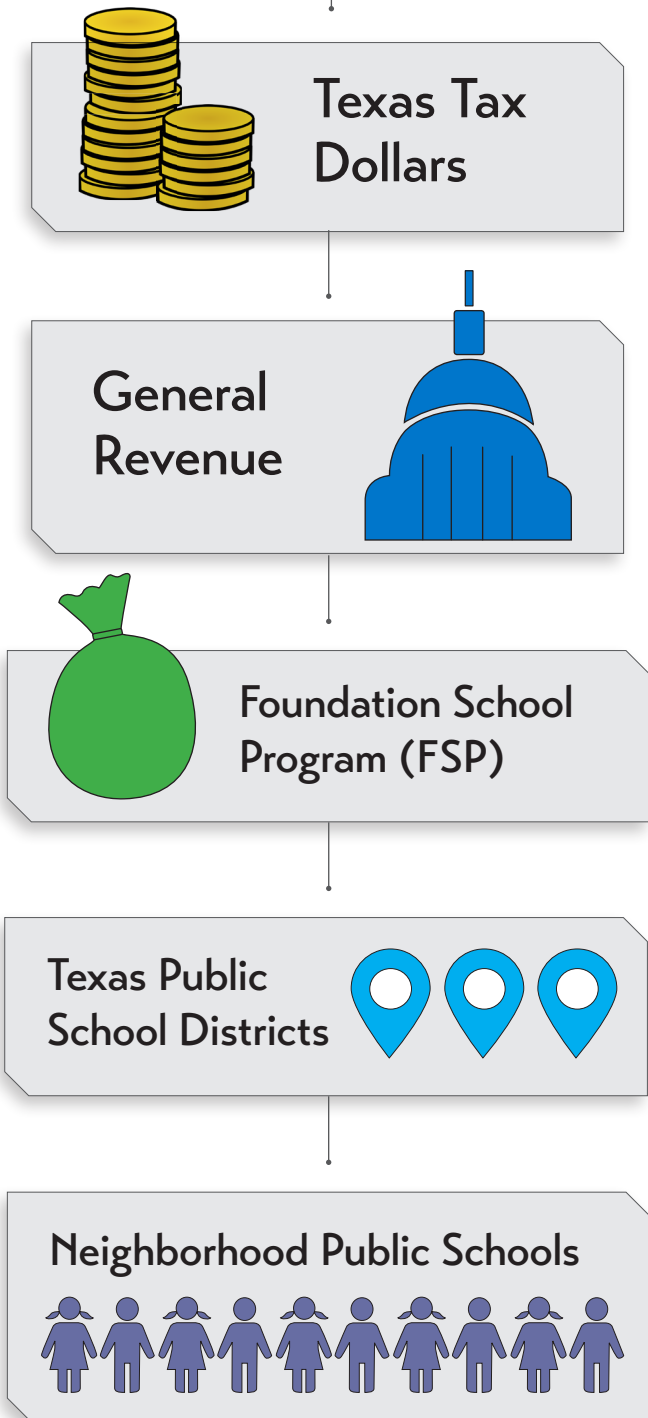 Texas Tax
Dollars
General
Revenue
Foundation School
Program (FSP)
Texas Public
School Districts
Neighborhood Public Schools